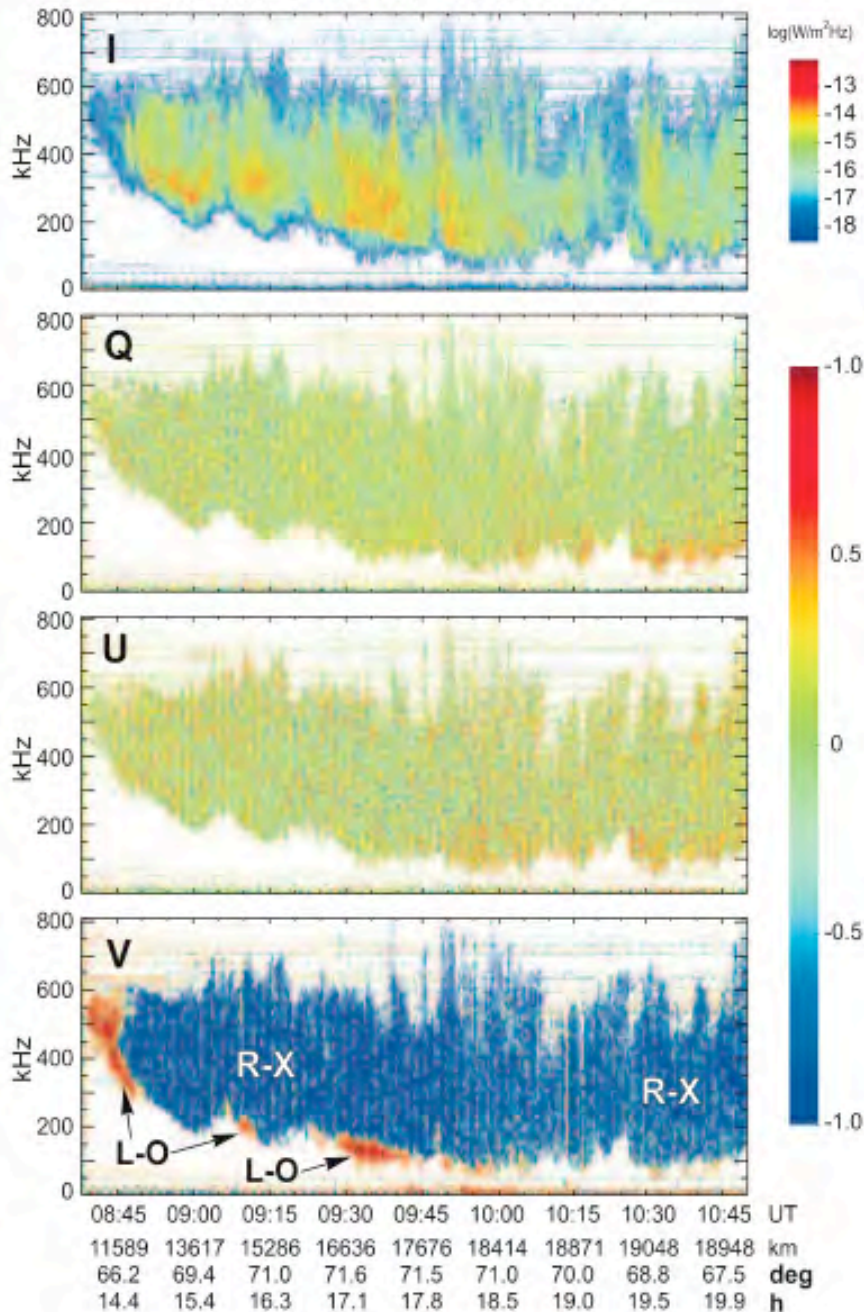 800
600
400
200
0
kHz
I
log(W/m²Hz)
-13
-14
-15
-16
-17
-18
800
600
400
200
0
kHz
Q
-1.0
0.5
0
-0.5
-1.0
800
600
400
200
0
kHz
U
800
600
400
200
0
kHz
V
R-X
R-X
L-O
L-O
08:45 09:00 09:15 09:30 09:45 10:00 10:15 10:30 10:45 UT
11589 13617 15286 16636 17676 18414 18871 19048 18948 km
66.2 69.4 71.0 71.6 71.5 71.0 70.0 68.8 67.5 deg
14.4 15.4 16.3 17.1 17.8 18.5 19.0 19.5 19.9 h